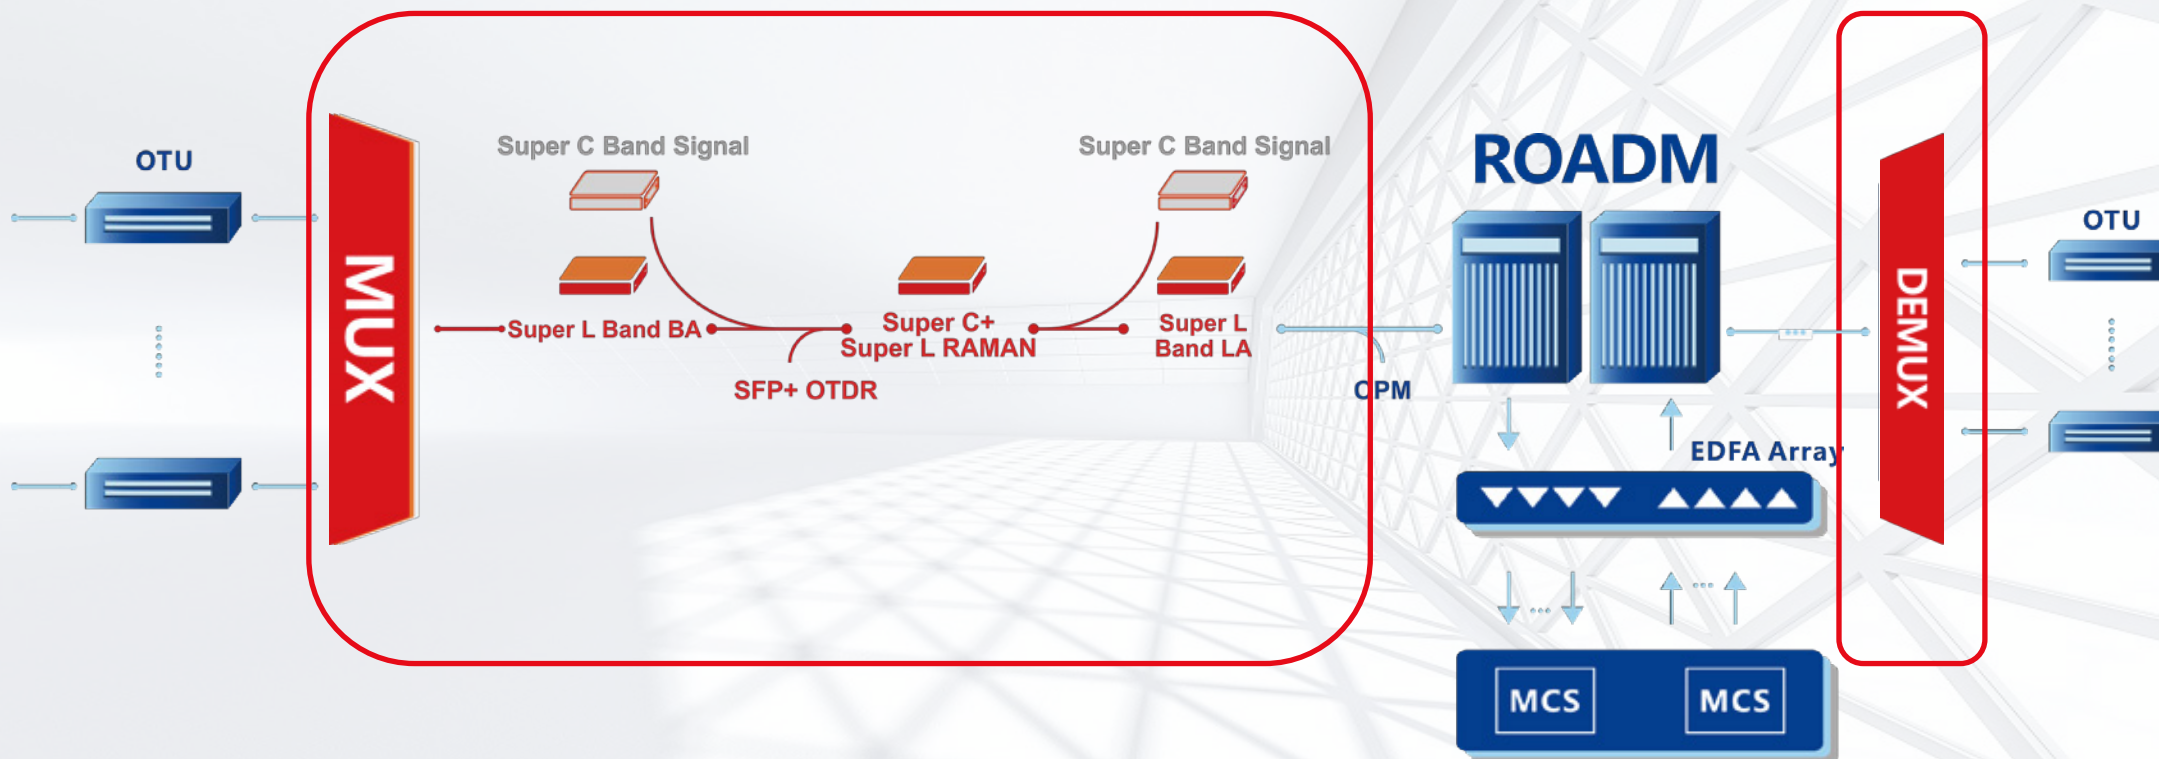 OTU
MUX
Super C Band Signal
Super L Band BA
SFP+ OTDR
Super C+
Super L RAMAN
Super C Band Signal
Super L
Band LA
OPM
ROADM
EDFA Array
MCS
MCS
DEMUX
OTU